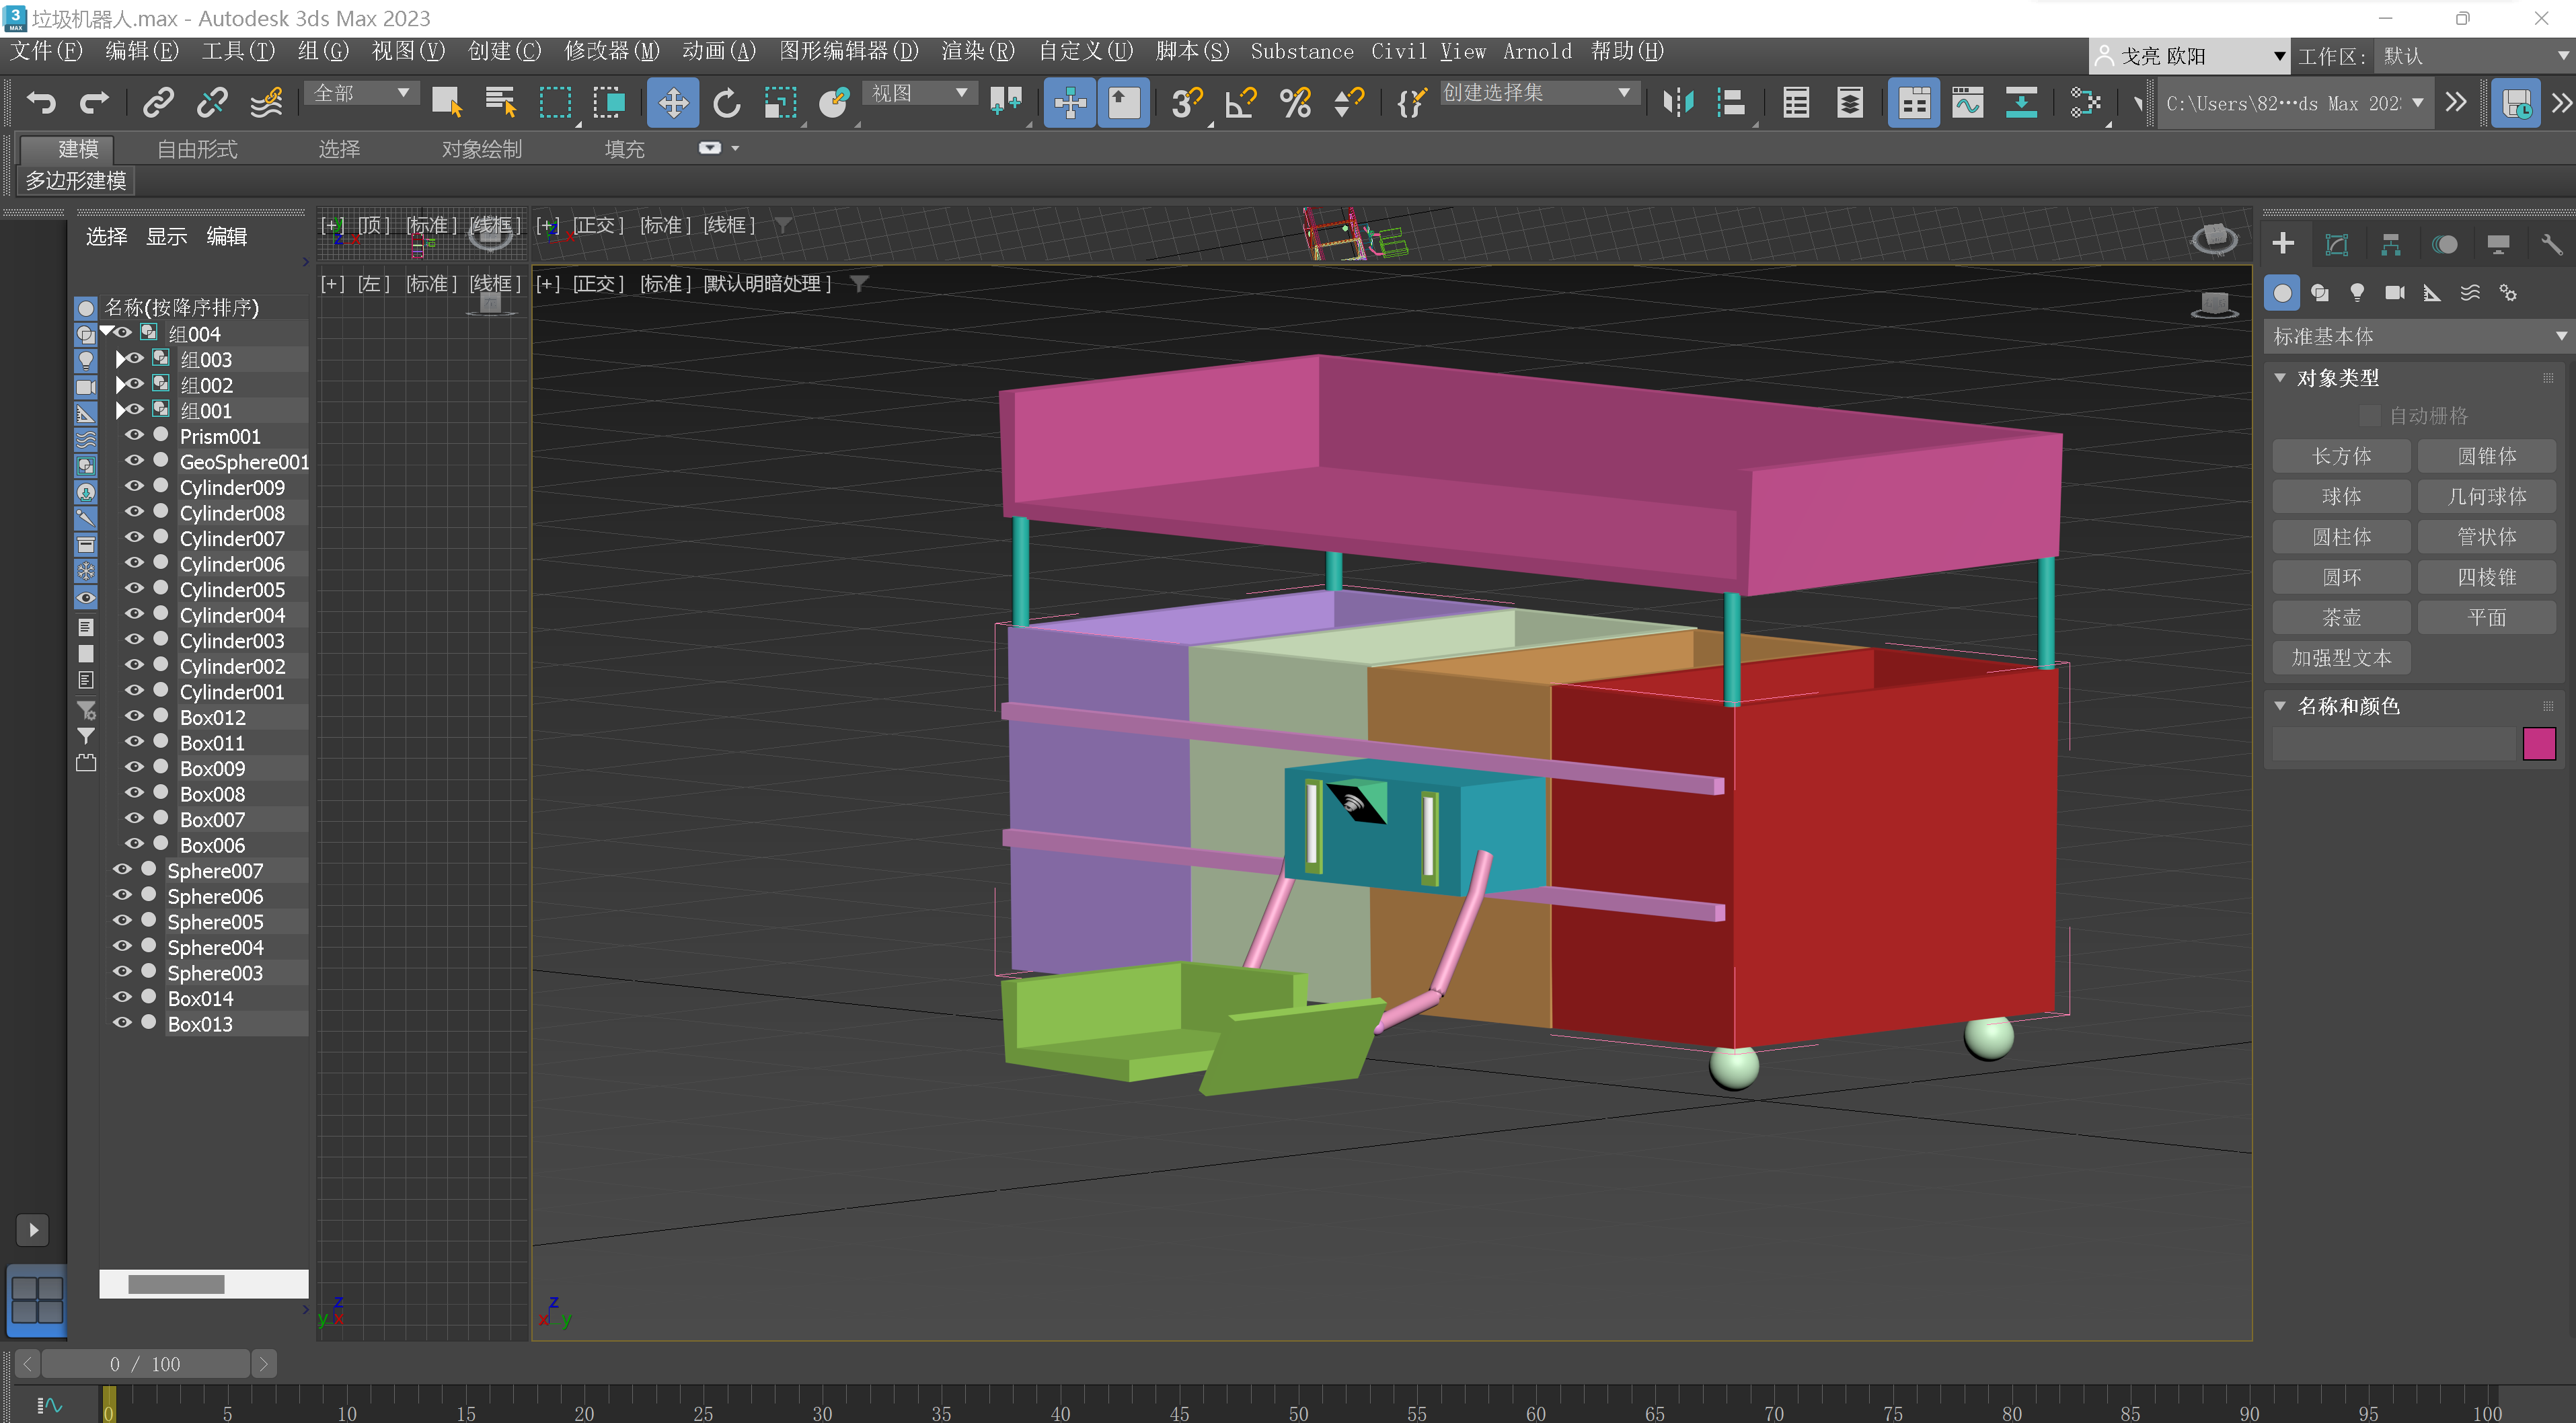 垃圾机器人.max - Autodesk 3ds Max 2023
文件(F) 编辑(E) 工具(T) 组(G) 视图(V) 创建(C) 修改器(M) 动画(A) 图形编辑器(D) 渲染(R) 自定义(U) 脚本(S) Substance Civil View Arnold 帮助(H)
戈亮 欧阳 工作区: 默认
全部 视图 创建选择集 C:\Users\82…ds Max 202
建模 自由形式 选择 对象绘制 填充
多边形建模
选择 显示 编辑
名称(按降序排序)
组004
组003
组002
组001
Prism001
GeoSphere001
Cylinder009
Cylinder008
Cylinder007
Cylinder006
Cylinder005
Cylinder004
Cylinder003
Cylinder002
Cylinder001
Box012
Box011
Box009
Box008
Box007
Box006
Sphere007
Sphere006
Sphere005
Sphere004
Sphere003
Box014
Box013
[+] [顶] [标准] [线框]
[+] [正交] [标准] [线框]
[+] [左] [标准] [线框]
[+] [正交] [标准] [默认明暗处理]
z
y x
z
x y
标准基本体
对象类型
自动栅格
长方体 圆锥体
球体 几何球体
圆柱体 管状体
圆环 四棱锥
茶壶 平面
加强型文本
名称和颜色
0 / 100
0 5 10 15 20 25 30 35 40 45 50 55 60 65 70 75 80 85 90 95 100